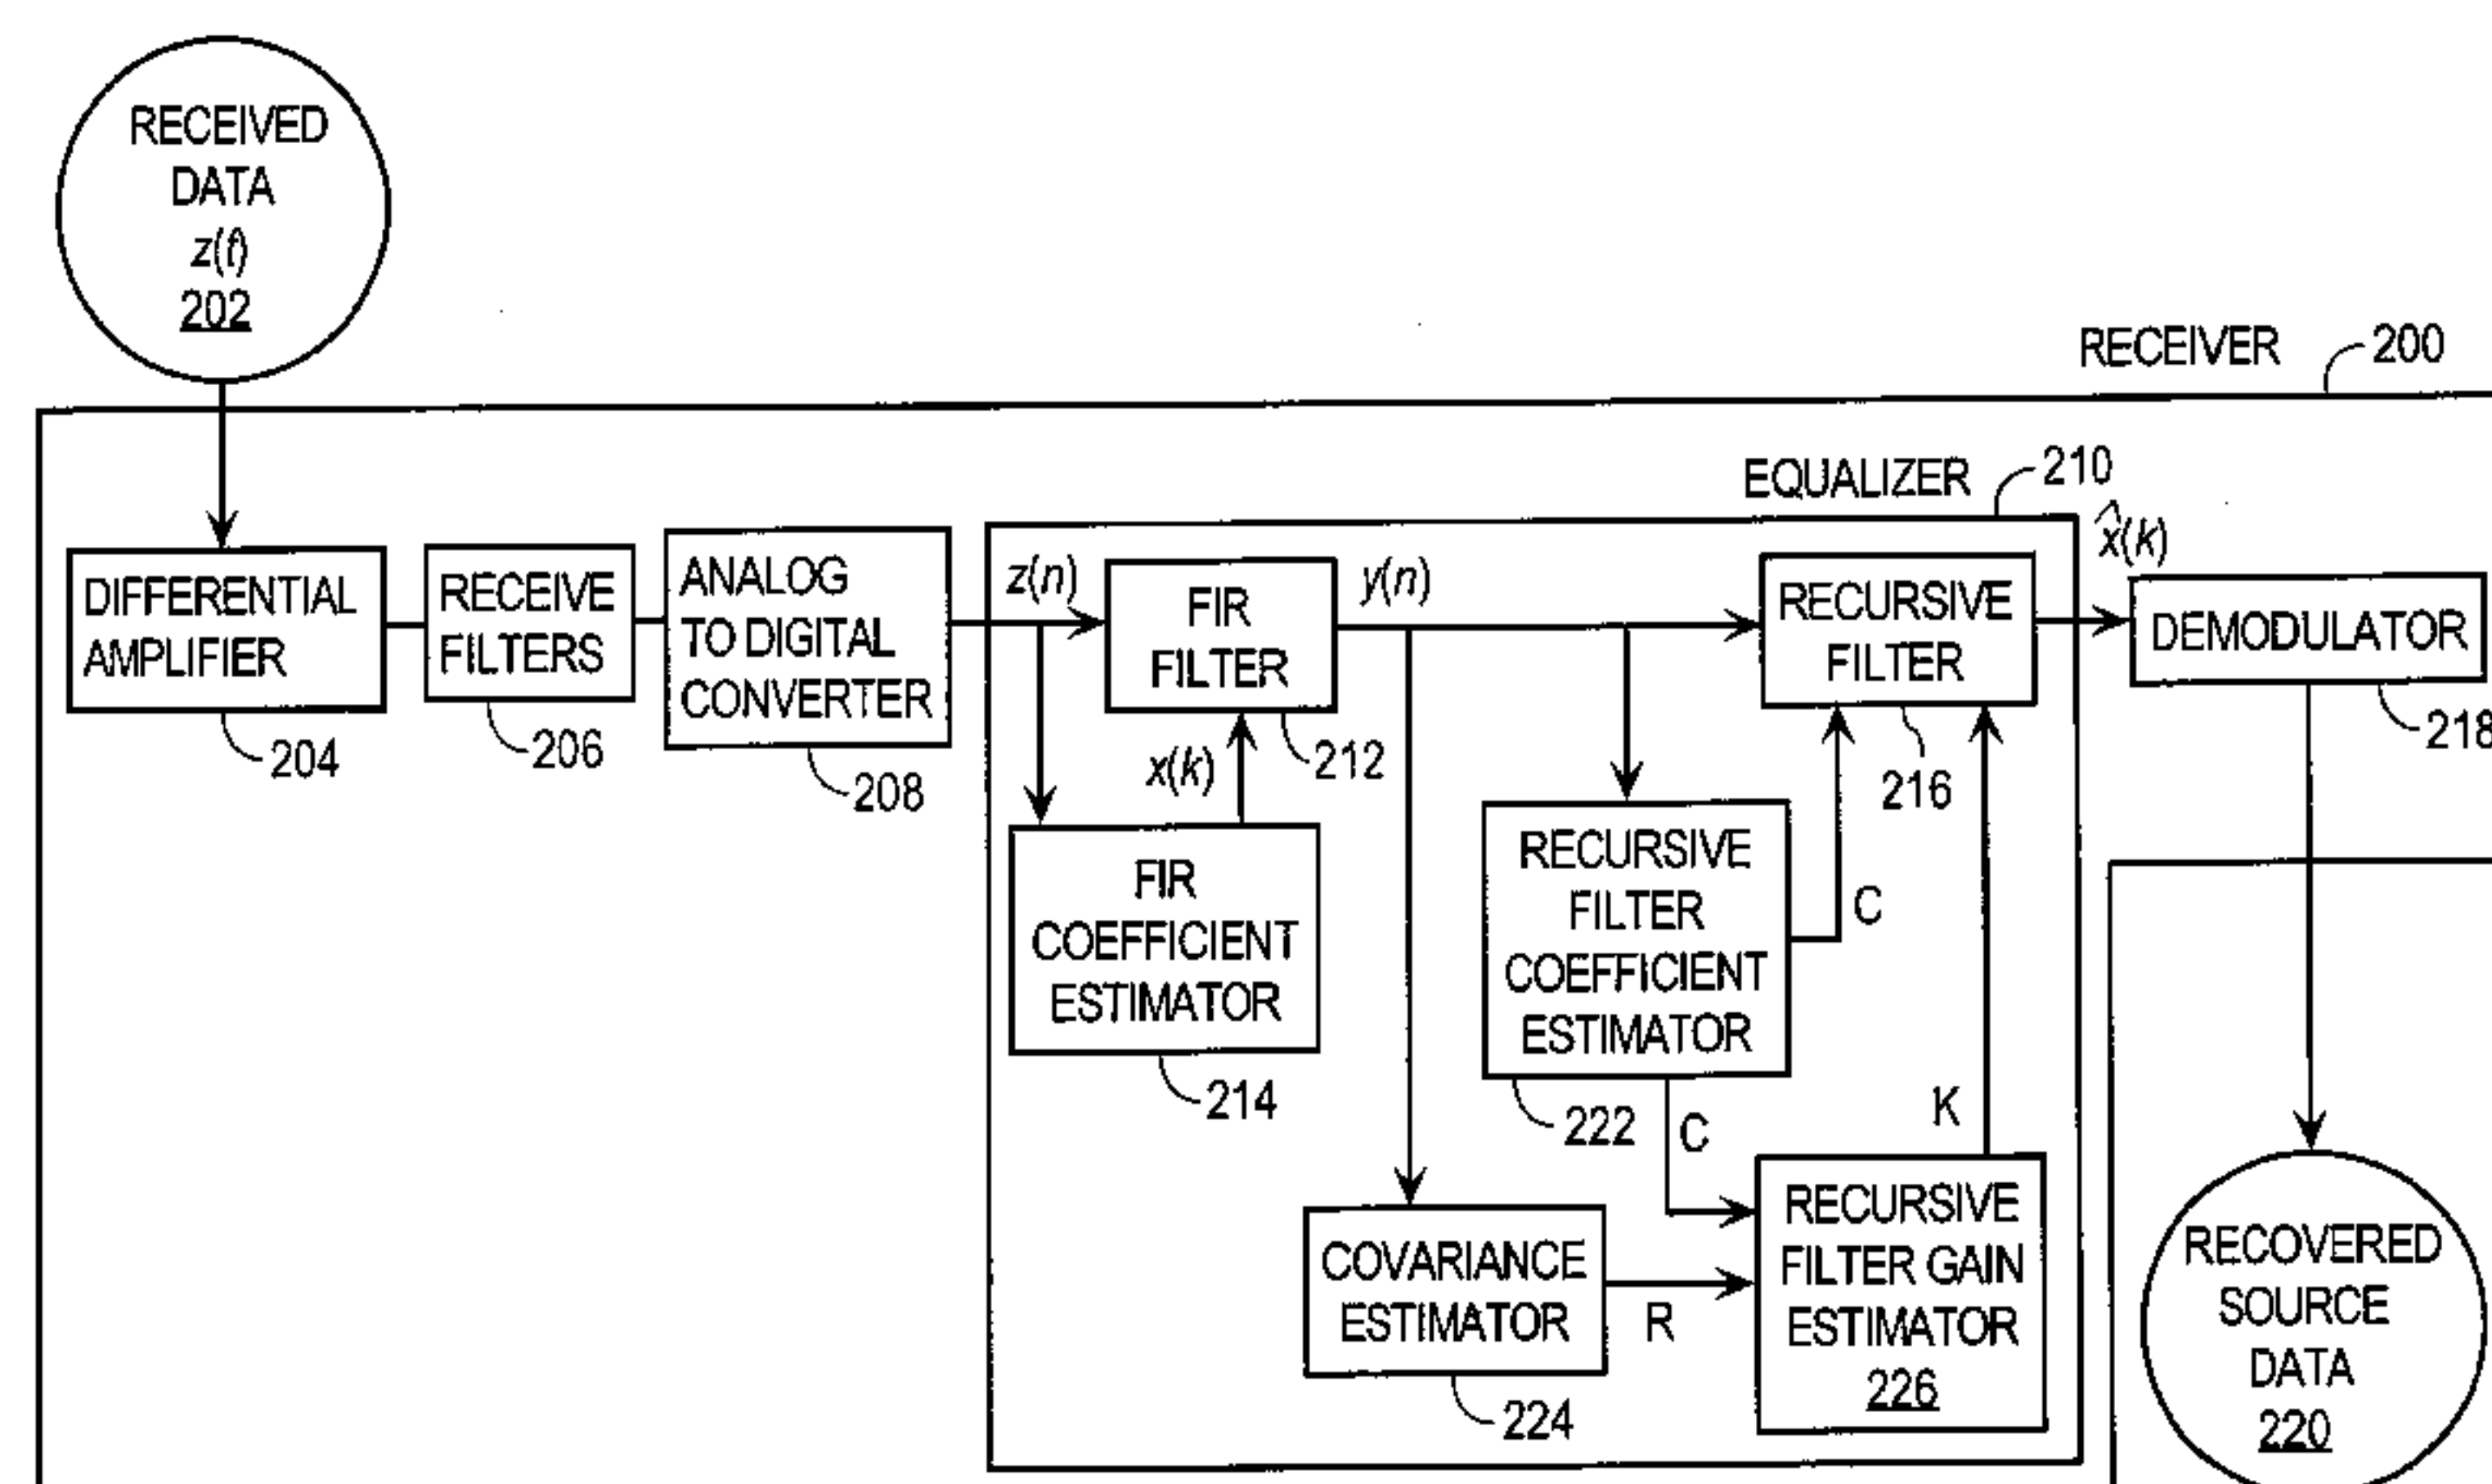 RECEIVED
DATA
z(t)
202
RECEIVER
200
EQUALIZER
210
x̂(k)
DIFFERENTIAL
AMPLIFIER
204
RECEIVE
FILTERS
206
ANALOG
TO DIGITAL
CONVERTER
208
z(n)
FIR
FILTER
212
y(n)
RECURSIVE
FILTER
216
DEMODULATOR
218
x(k)
FIR
COEFFICIENT
ESTIMATOR
214
RECURSIVE
FILTER
COEFFICIENT
ESTIMATOR
222
C
C
K
COVARIANCE
ESTIMATOR
224
R
RECURSIVE
FILTER GAIN
ESTIMATOR
226
RECOVERED
SOURCE
DATA
220